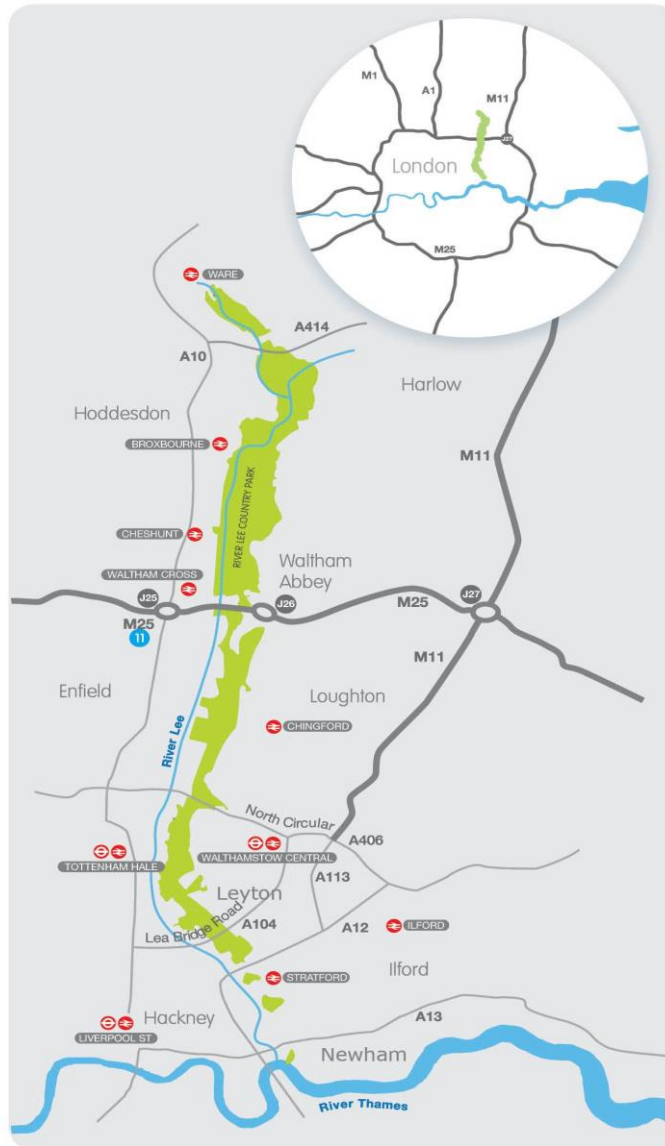 M1
A1
M11
J27
London
M25
WARE
A414
A10
Harlow
Hoddesdon
BROXBOURNE
M11
RIVER LEE COUNTRY PARK
CHESHUNT
Waltham
Abbey
WALTHAM CROSS
J25
J26
M25
J27
M25
11
M11
Enfield
Loughton
CHINGFORD
River Lee
North Circular
A406
TOTTENHAM HALE
WALTHAMSTOW CENTRAL
A113
Leyton
Lea Bridge Road
A104
A12
ILFORD
Ilford
STRATFORD
Hackney
LIVERPOOL ST
A13
Newham
River Thames